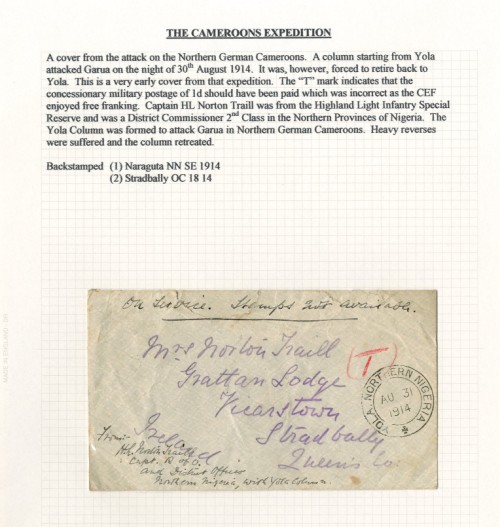 THE CAMEROONS EXPEDITION
A cover from the attack on the Northern German Cameroons. A column starting from Yola
attacked Garua on the night of 30th August 1914. It was, however, forced to retire back to
Yola. This is a very early cover from that expedition. The “T” mark indicates that the
concessionary military postage of 1d should have been paid which was incorrect as the CEF
enjoyed free franking. Captain HL Norton Traill was from the Highland Light Infantry Special
Reserve and was a District Commissioner 2nd Class in the Northern Provinces of Nigeria. The
Yola Column was formed to attack Garua in Northern German Cameroons. Heavy reverses
were suffered and the column retreated.
Backstamped (1) Naraguta NN SE 1914
(2) Stradbally OC 18 14
On Service. Stamps not available.
Mrs Norton Traill
Grattan Lodge
Vicarstown
Stradbally
Queen's Co
Ireland
T
YOLA. NORTHERN NIGERIA
AU 31
1914
From:
H.L. Norton Traill
Capt. R of O.
and District Officer
Northern Nigeria, with Yola Column